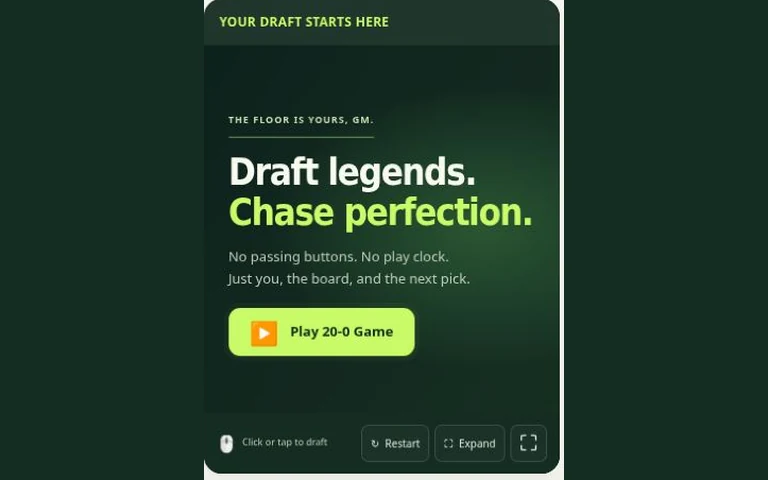 YOUR DRAFT STARTS HERE
THE FLOOR IS YOURS, GM.
Draft legends.
Chase perfection.
No passing buttons. No play clock.
Just you, the board, and the next pick.
Play 20-0 Game
Click or tap to draft
Restart
Expand